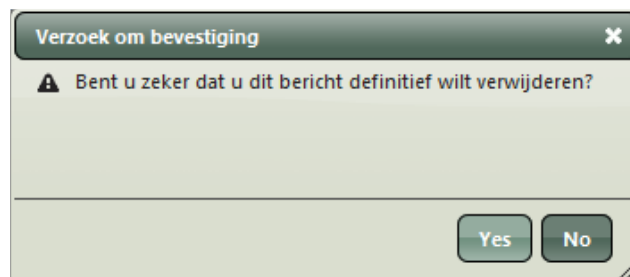 Verzoek om bevestiging
Bent u zeker dat u dit bericht definitief wilt verwijderen?
Yes No